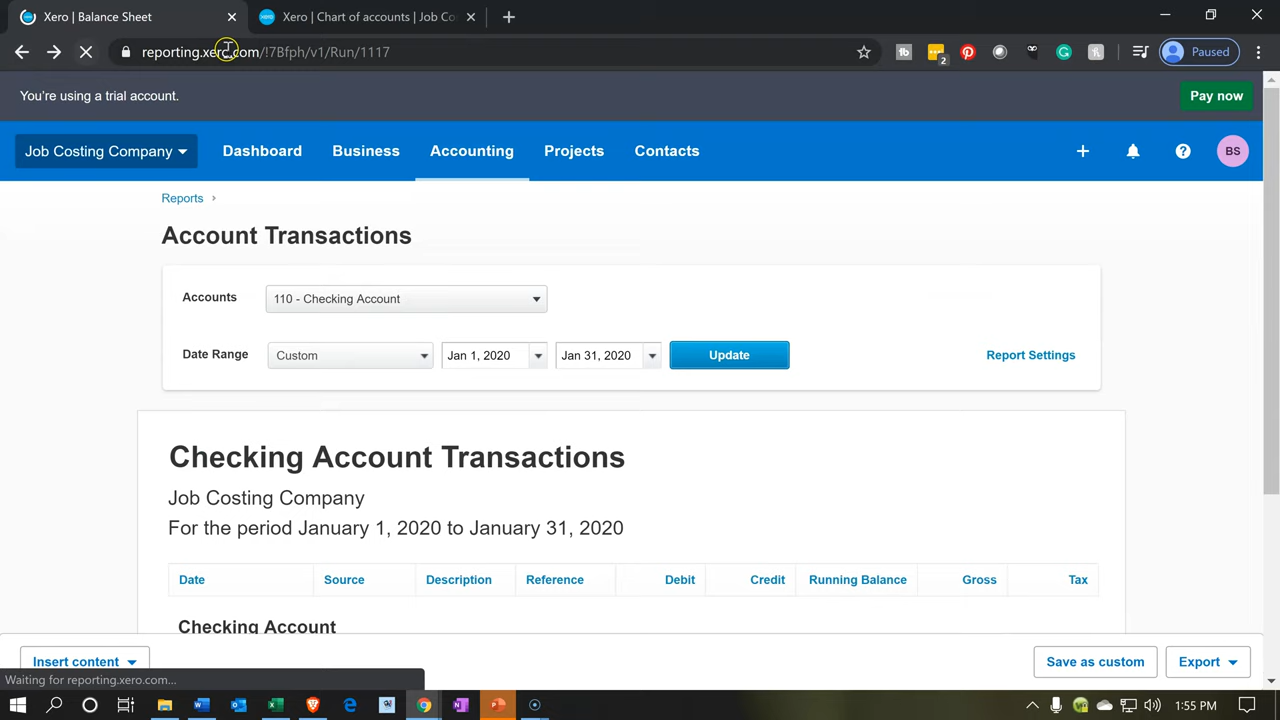 Xero | Balance Sheet
Xero | Chart of accounts | Job Co
reporting.xero.com/!7Bfph/v1/Run/1117
2
Paused
You're using a trial account.
Pay now
Job Costing Company
Dashboard
Business
Accounting
Projects
Contacts
BS
Reports
Account Transactions
Accounts
110 - Checking Account
Date Range
Custom
Jan 1, 2020
Jan 31, 2020
Update
Report Settings
Checking Account Transactions
Job Costing Company
For the period January 1, 2020 to January 31, 2020
Date Source Description Reference Debit Credit Running Balance Gross Tax
Checking Account
Insert content
Save as custom
Export
Waiting for reporting.xero.com...
1:55 PM